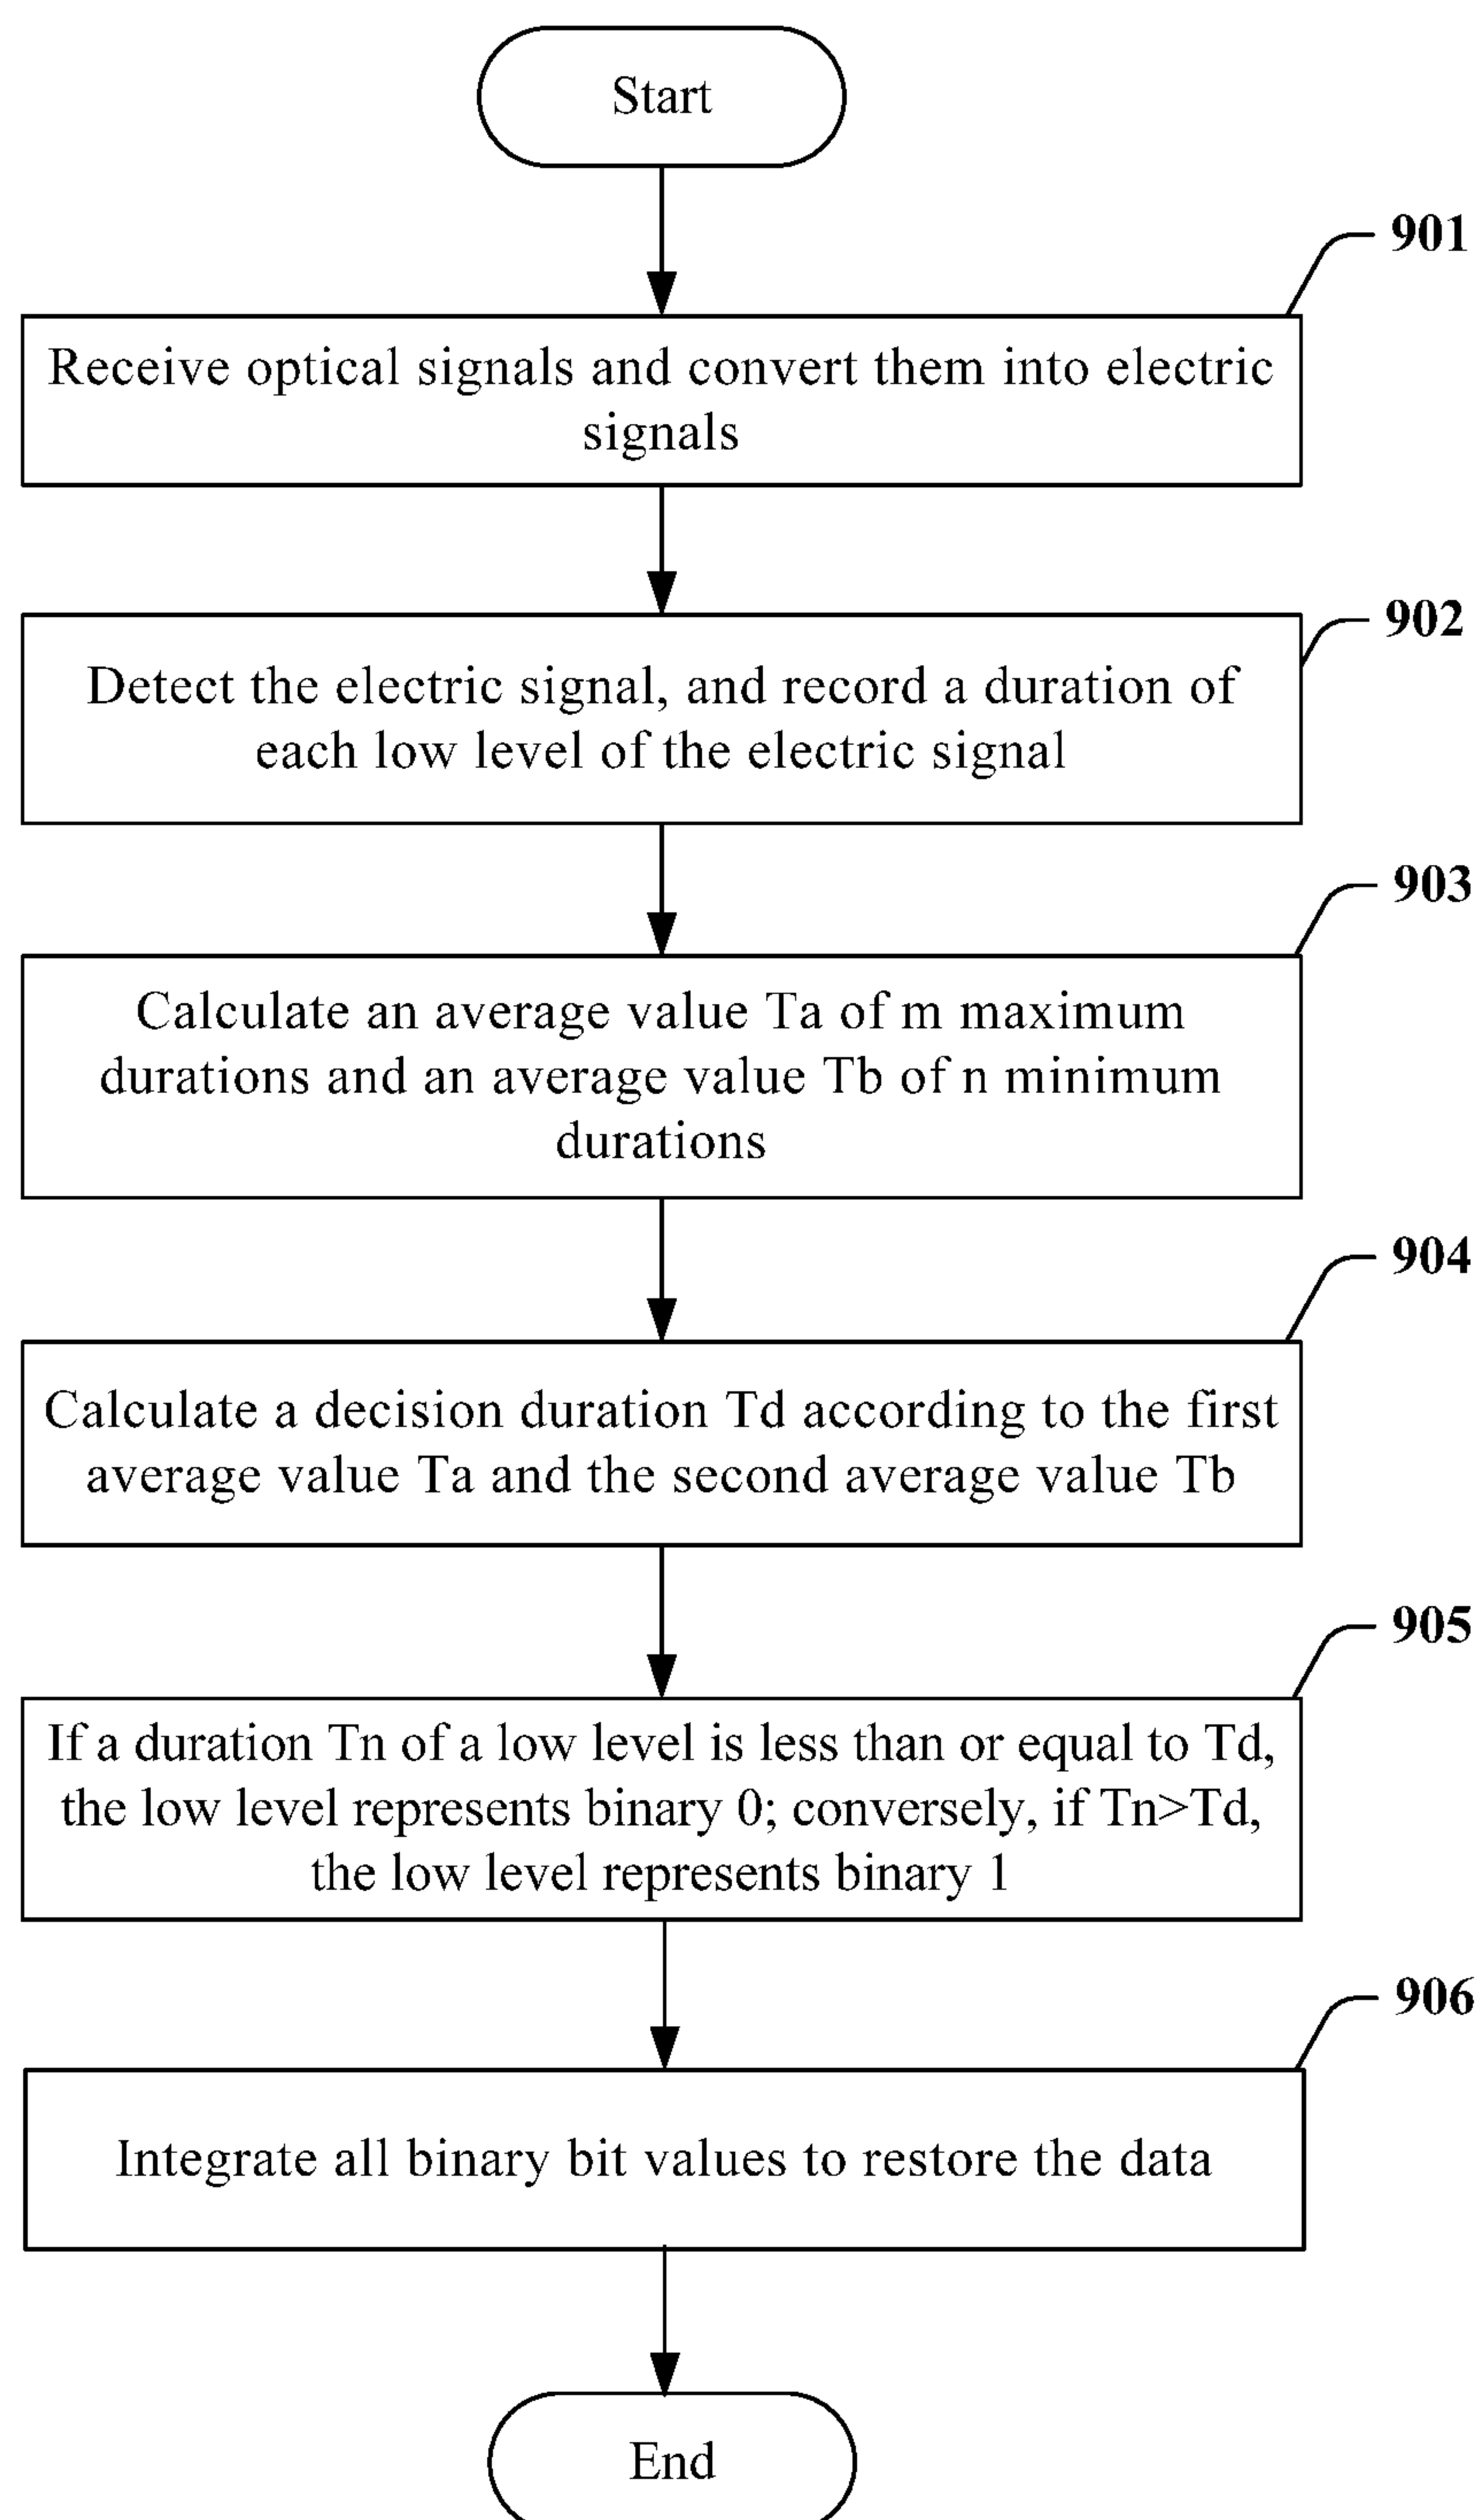 Start
901
Receive optical signals and convert them into electric
signals
902
Detect the electric signal, and record a duration of
each low level of the electric signal
903
Calculate an average value Ta of m maximum
durations and an average value Tb of n minimum
durations
904
Calculate a decision duration Td according to the first
average value Ta and the second average value Tb
905
If a duration Tn of a low level is less than or equal to Td,
the low level represents binary 0; conversely, if Tn>Td,
the low level represents binary 1
906
Integrate all binary bit values to restore the data
End